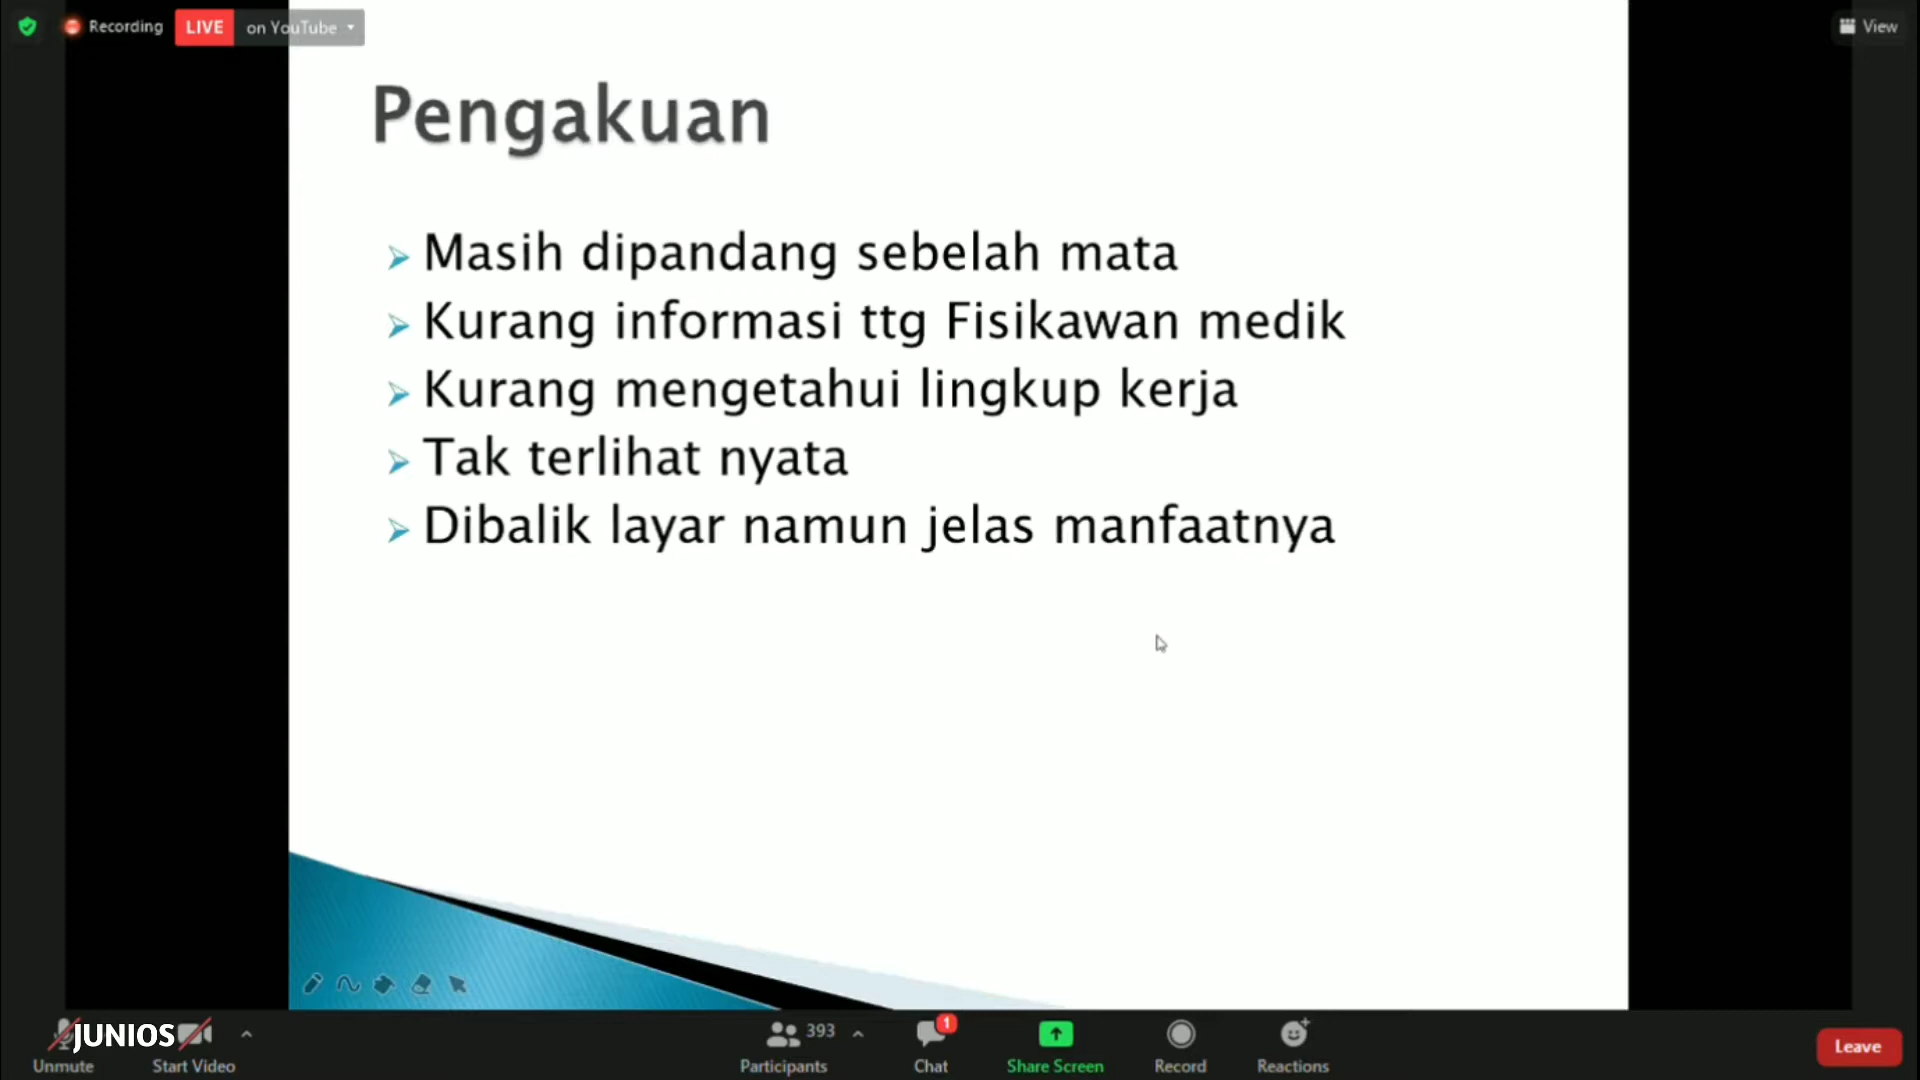 Recording
LIVE on YouTube
View
Pengakuan
Masih dipandang sebelah mata
Kurang informasi ttg Fisikawan medik
Kurang mengetahui lingkup kerja
Tak terlihat nyata
Dibalik layar namun jelas manfaatnya
JUNIOS
Unmute
Start Video
393
Participants
1
Chat
Share Screen
Record
Reactions
Leave